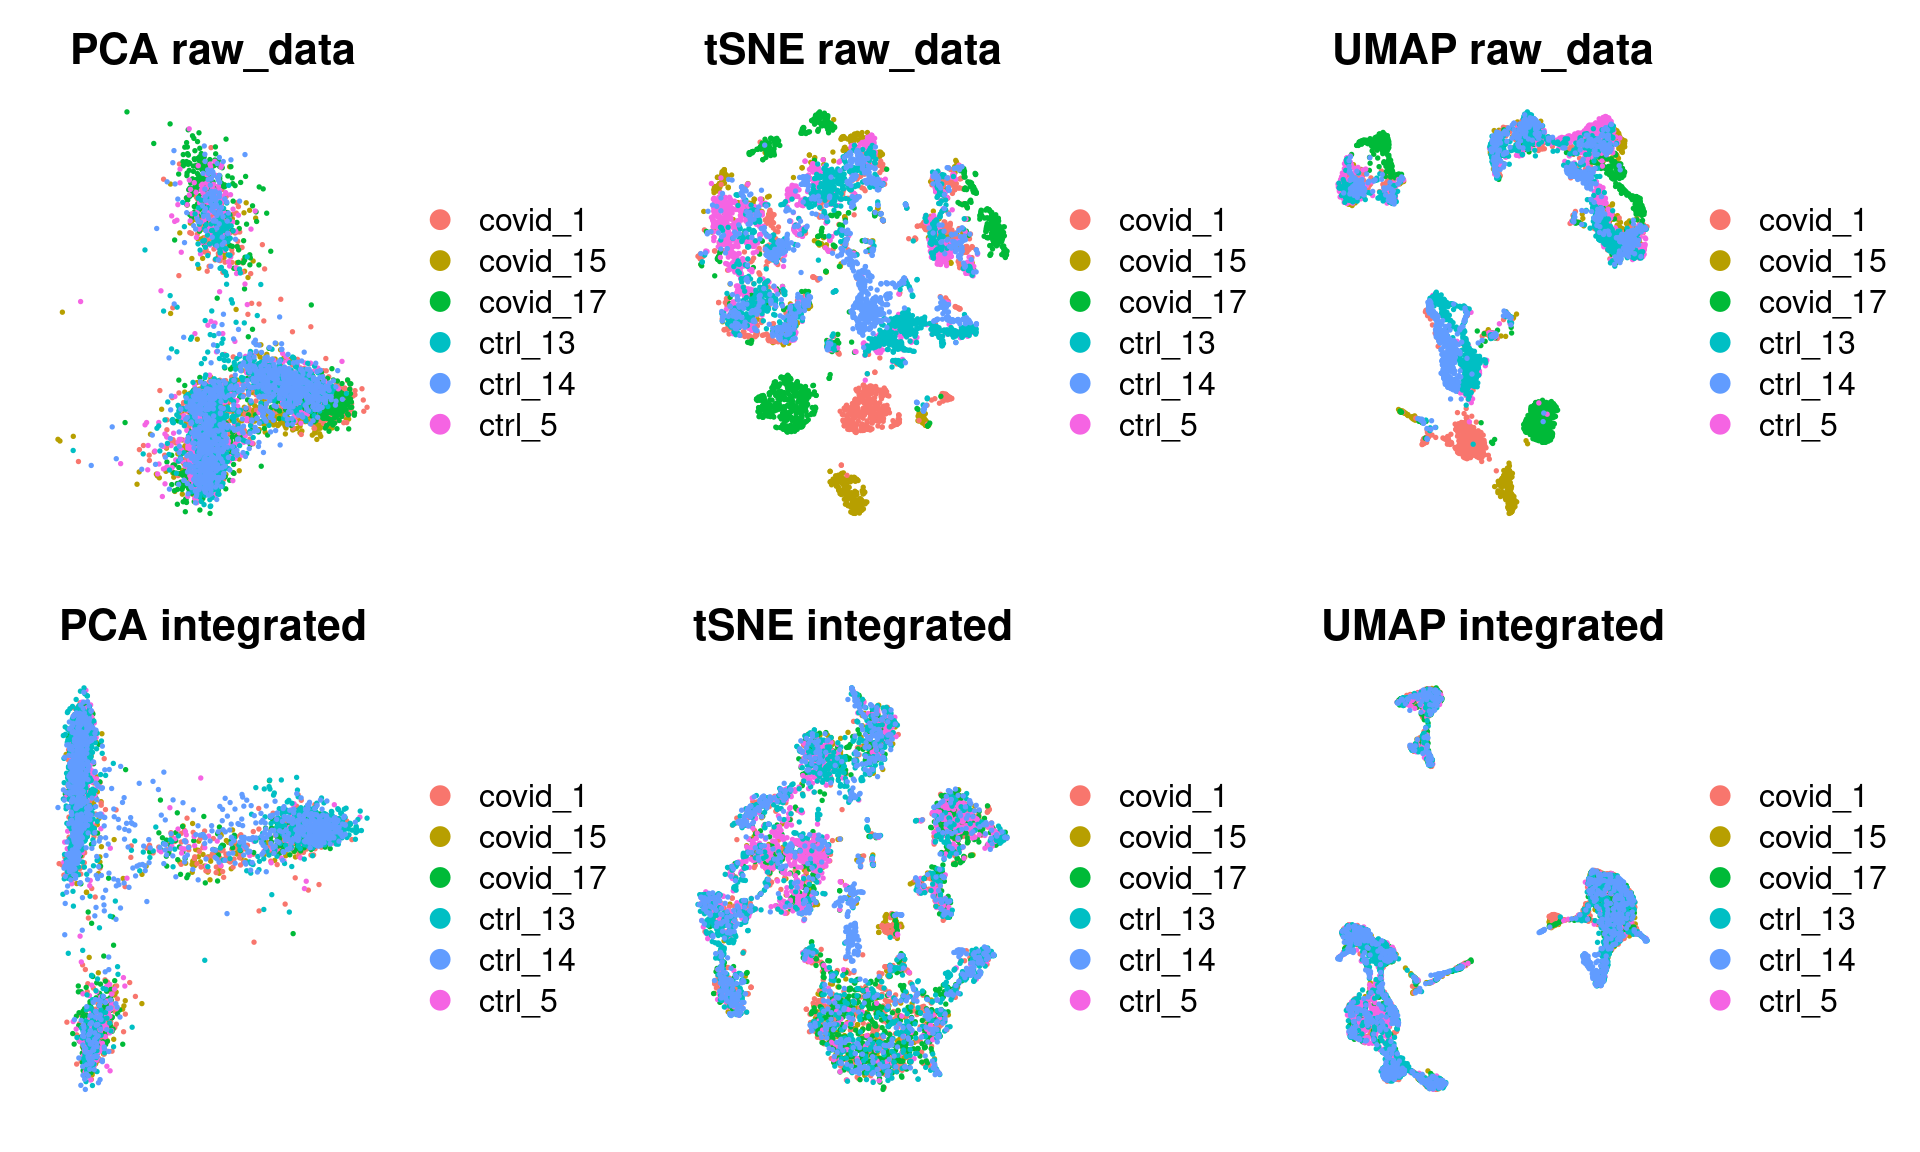 PCA raw_data
covid_1
covid_15
covid_17
ctrl_13
ctrl_14
ctrl_5
tSNE raw_data
covid_1
covid_15
covid_17
ctrl_13
ctrl_14
ctrl_5
UMAP raw_data
covid_1
covid_15
covid_17
ctrl_13
ctrl_14
ctrl_5
PCA integrated
covid_1
covid_15
covid_17
ctrl_13
ctrl_14
ctrl_5
tSNE integrated
covid_1
covid_15
covid_17
ctrl_13
ctrl_14
ctrl_5
UMAP integrated
covid_1
covid_15
covid_17
ctrl_13
ctrl_14
ctrl_5